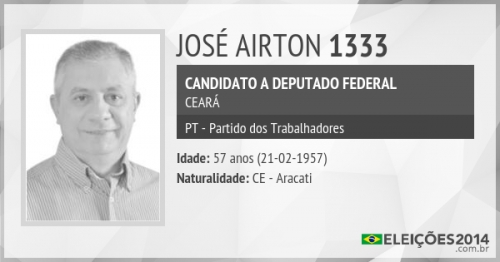 JOSÉ AIRTON 1333
CANDIDATO A DEPUTADO FEDERAL
CEARÁ
PT - Partido dos Trabalhadores
Idade: 57 anos (21-02-1957)
Naturalidade: CE - Aracati
ELEIÇÕES2014
.com.br